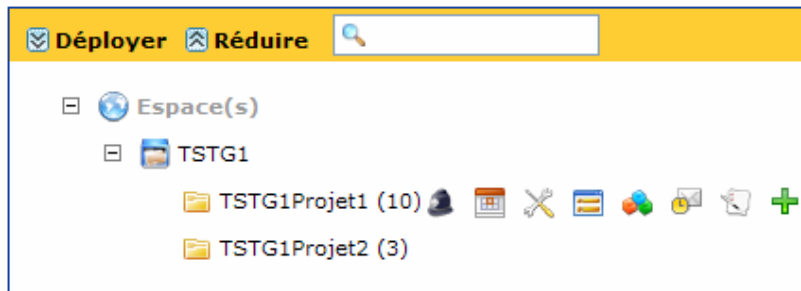 Déployer Réduire
Espace(s)
TSTG1
TSTG1Projet1 (10)
TSTG1Projet2 (3)